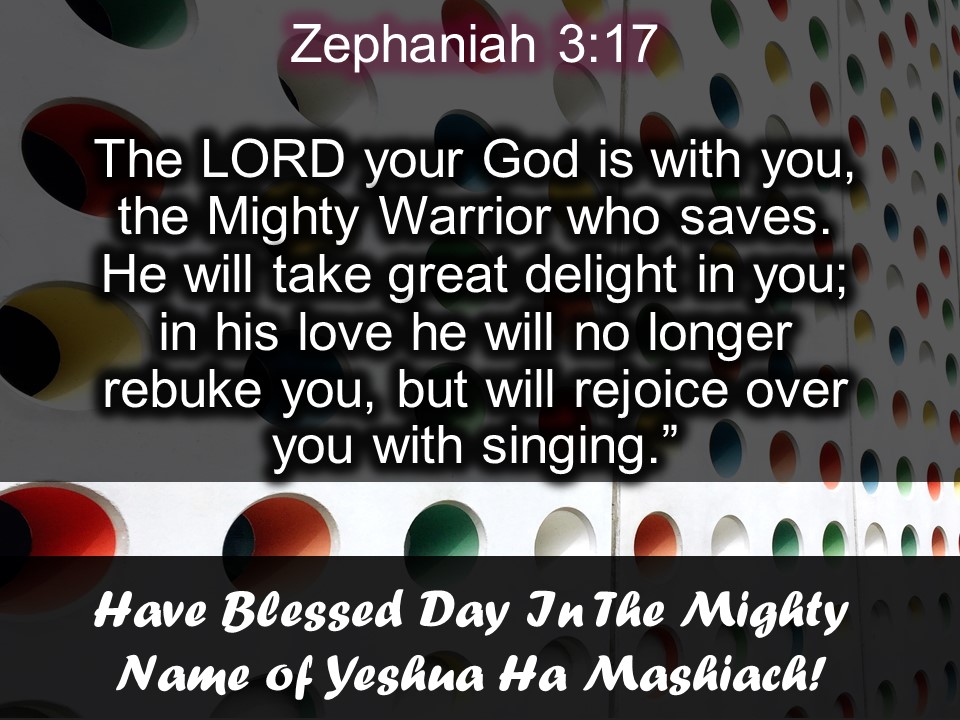 Zephaniah 3:17
The LORD your God is with you,
the Mighty Warrior who saves.
He will take great delight in you;
in his love he will no longer
rebuke you, but will rejoice over
you with singing.”
Have Blessed Day In The Mighty
Name of Yeshua Ha Mashiach!